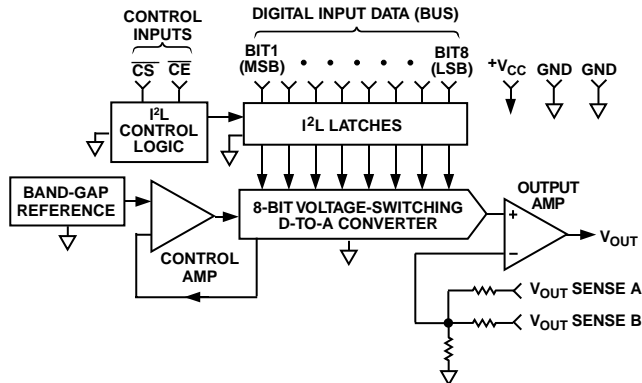 CONTROL
INPUTS
CS CE
DIGITAL INPUT DATA (BUS)
BIT1
(MSB)
BIT8
(LSB)
+VCC GND GND
I2L
CONTROL
LOGIC
I2L LATCHES
BAND-GAP
REFERENCE
CONTROL
AMP
8-BIT VOLTAGE-SWITCHING
D-TO-A CONVERTER
OUTPUT
AMP
+
–
VOUT
VOUT SENSE A
VOUT SENSE B